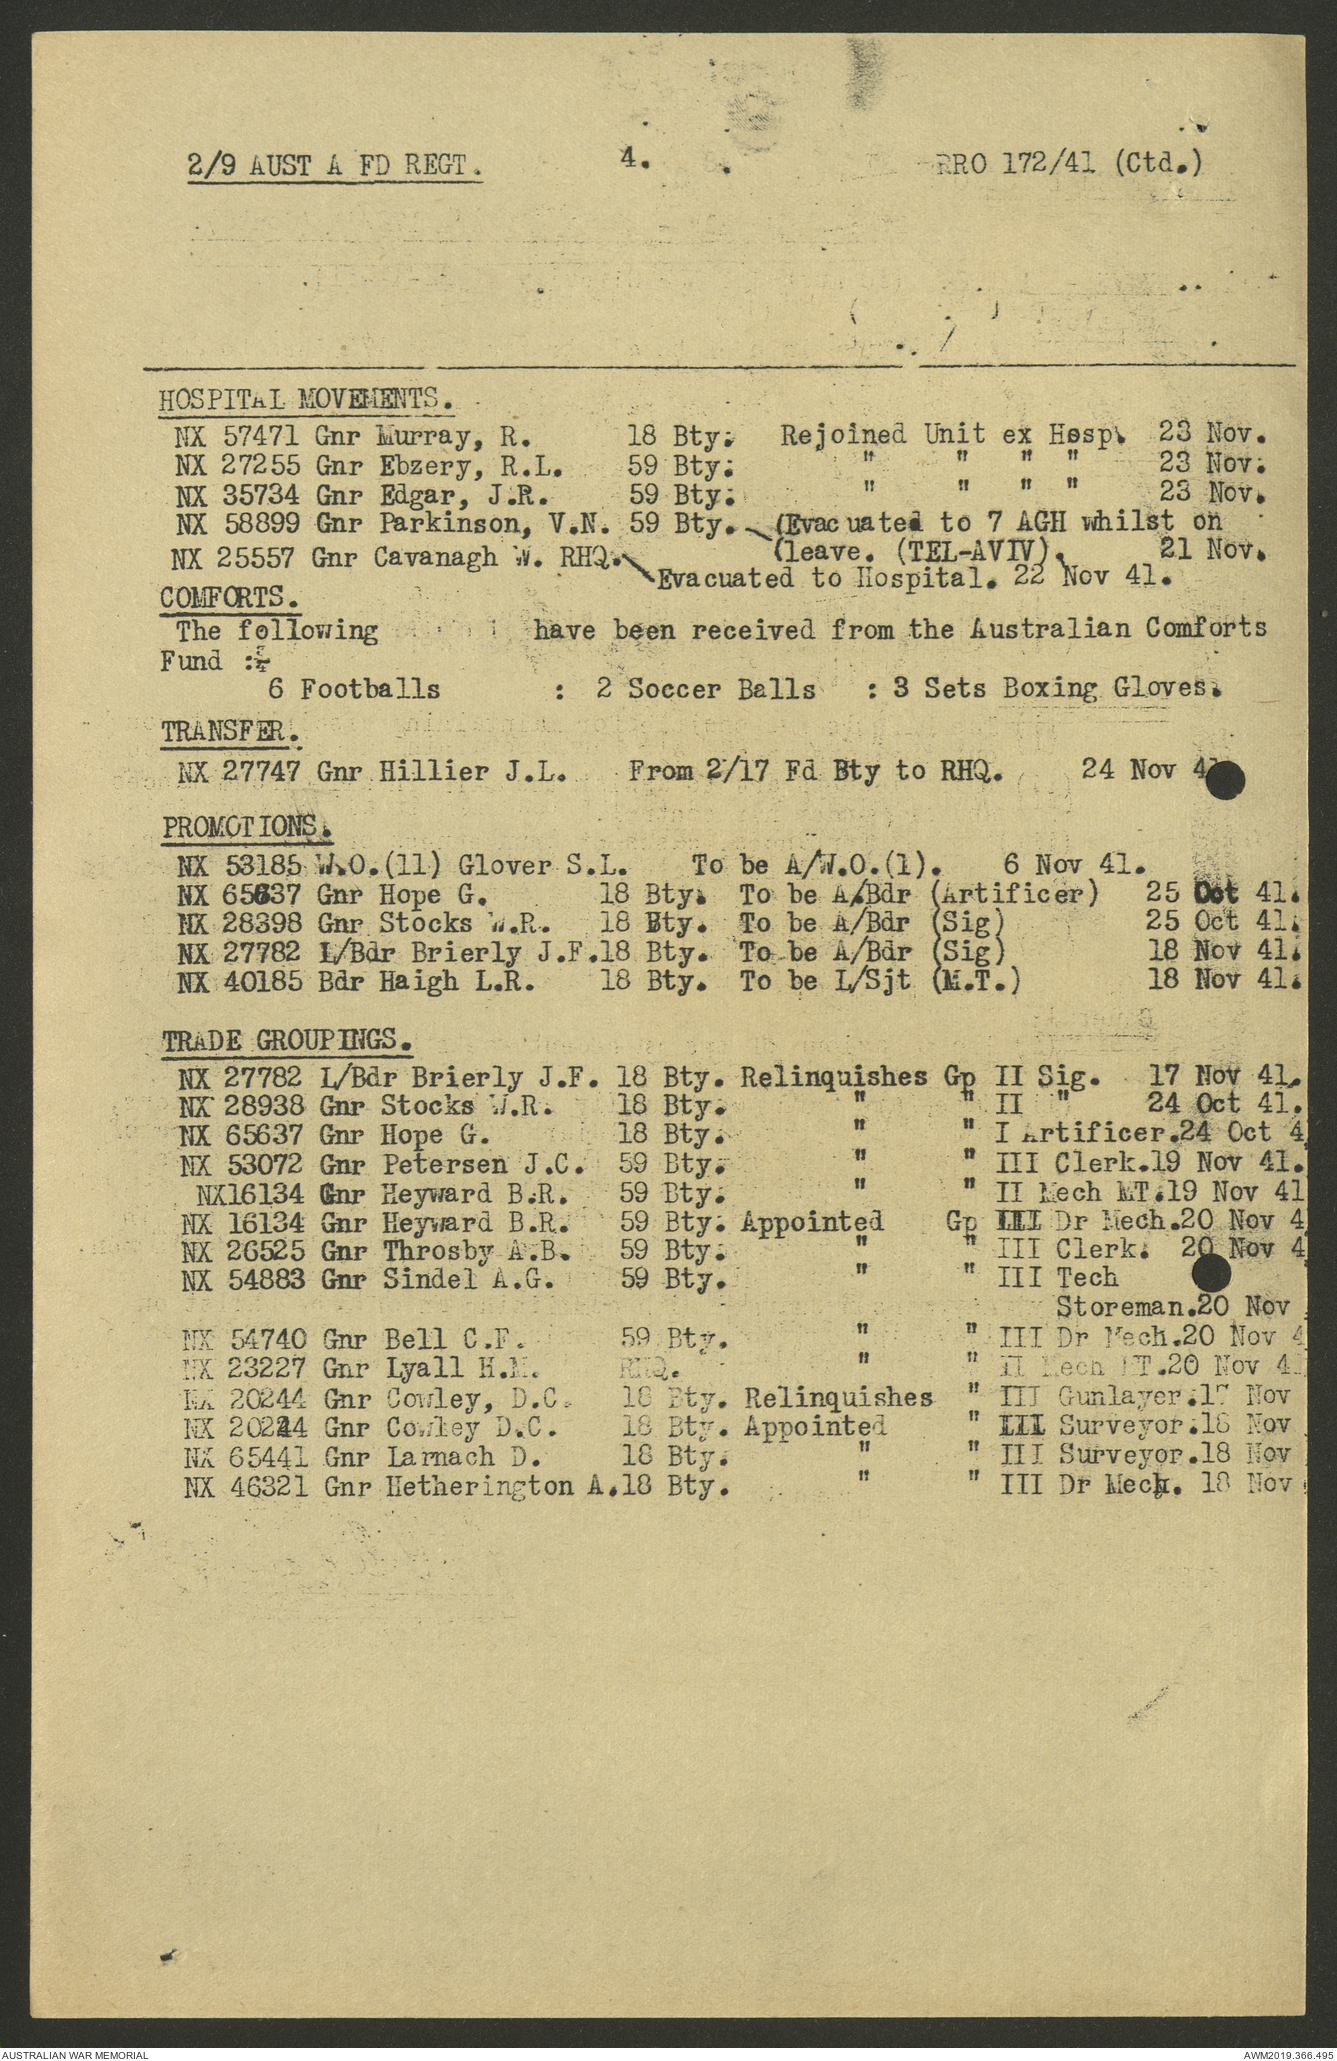 2/9 AUST A FD REGT. 4. RRO 172/41 (Ctd.)
HOSPITAL MOVEMENTS.
NX 57471 Gnr Murray, R. 18 Bty. Rejoined Unit ex Hosp. 23 Nov.
NX 27255 Gnr Ebzery, R.L. 59 Bty. " " " " 23 Nov.
NX 35734 Gnr Edgar, J.R. 59 Bty. " " " " 23 Nov.
NX 58899 Gnr Parkinson, V.N. 59 Bty. (Evacuated to 7 AGH whilst on
(leave. (TEL-AVIV). 21 Nov.
NX 25557 Gnr Cavanagh W. RHQ. Evacuated to Hospital. 22 Nov 41.
COMFORTS.
The following have been received from the Australian Comforts
Fund :-
6 Footballs : 2 Soccer Balls : 3 Sets Boxing Gloves.
TRANSFER.
NX 27747 Gnr Hillier J.L. From 2/17 Fd Bty to RHQ. 24 Nov 41
PROMOTIONS.
NX 53185 W.O.(11) Glover S.L. To be A/W.O.(1). 6 Nov 41.
NX 65637 Gnr Hope G. 18 Bty. To be A/Bdr (Artificer) 25 Oct 41.
NX 28398 Gnr Stocks W.R. 18 Bty. To be A/Bdr (Sig) 25 Oct 41.
NX 27782 L/Bdr Brierly J.F.18 Bty. To be A/Bdr (Sig) 18 Nov 41.
NX 40185 Bdr Haigh L.R. 18 Bty. To be L/Sjt (M.T.) 18 Nov 41.
TRADE GROUPINGS.
NX 27782 L/Bdr Brierly J.F. 18 Bty. Relinquishes Gp II Sig. 17 Nov 41.
NX 28938 Gnr Stocks W.R. 18 Bty. " " II " 24 Oct 41.
NX 65637 Gnr Hope G. 18 Bty. " " I Artificer.24 Oct 4
NX 53072 Gnr Petersen J.C. 59 Bty. " " III Clerk.19 Nov 41.
NX16134 Gnr Heyward B.R. 59 Bty. " " II Mech MT.19 Nov 41
NX 16134 Gnr Heyward B.R. 59 Bty. Appointed Gp III Dr Mech.20 Nov 4
NX 26525 Gnr Throsby A.B. 59 Bty. " " III Clerk. 20 Nov 4
NX 54883 Gnr Sindel A.G. 59 Bty. " " III Tech
Storeman.20 Nov
NX 54740 Gnr Bell C.F. 59 Bty. " " III Dr Mech.20 Nov 4
NX 23227 Gnr Lyall H.M. RHQ. " " II Mech MT.20 Nov 4
NX 20244 Gnr Cowley, D.C. 18 Bty. Relinquishes " III Gunlayer.17 Nov
NX 20244 Gnr Cowley D.C. 18 Bty. Appointed " III Surveyor.18 Nov
NX 65441 Gnr Larnach D. 18 Bty. " " III Surveyor.18 Nov
NX 46321 Gnr Hetherington A.18 Bty. " " III Dr Mech. 18 Nov
AUSTRALIAN WAR MEMORIAL AWM2019.366.495